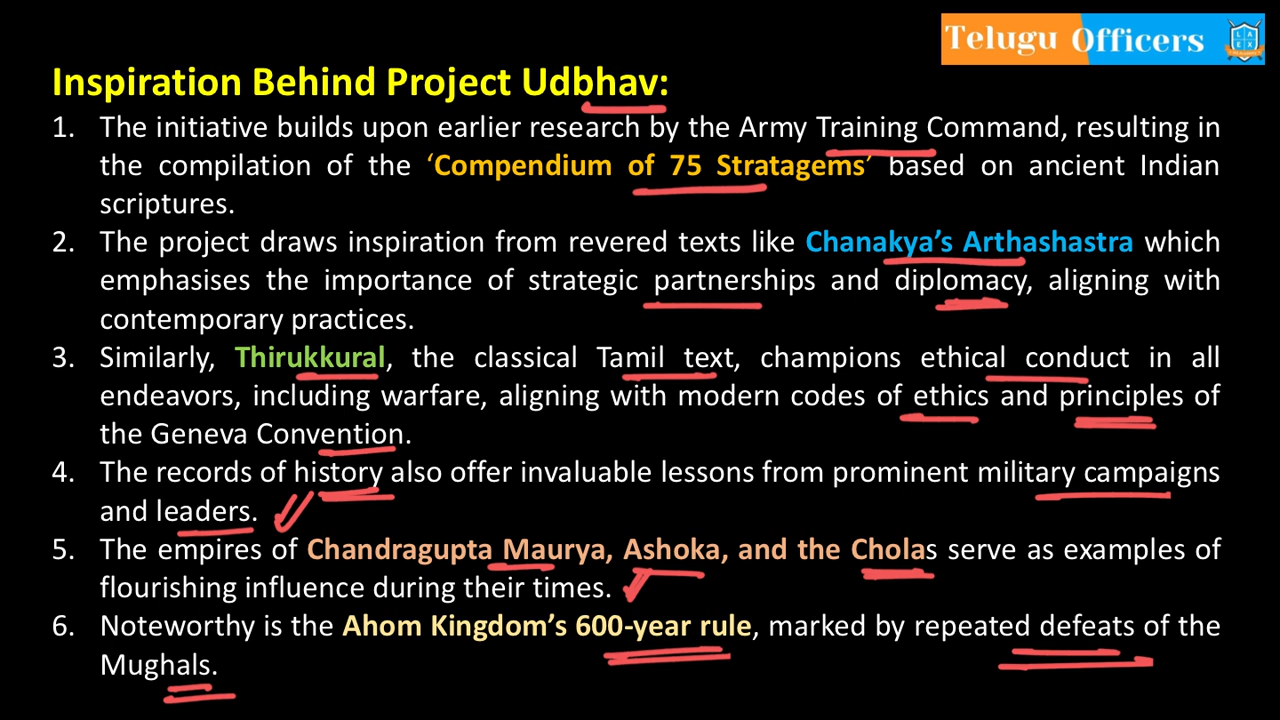 Telugu Officers
Inspiration Behind Project Udbhav:
1. The initiative builds upon earlier research by the Army Training Command, resulting in
the compilation of the ‘Compendium of 75 Stratagems’ based on ancient Indian
scriptures.
2. The project draws inspiration from revered texts like Chanakya’s Arthashastra which
emphasises the importance of strategic partnerships and diplomacy, aligning with
contemporary practices.
3. Similarly, Thirukkural, the classical Tamil text, champions ethical conduct in all
endeavors, including warfare, aligning with modern codes of ethics and principles of
the Geneva Convention.
4. The records of history also offer invaluable lessons from prominent military campaigns
and leaders.
5. The empires of Chandragupta Maurya, Ashoka, and the Cholas serve as examples of
flourishing influence during their times.
6. Noteworthy is the Ahom Kingdom’s 600-year rule, marked by repeated defeats of the
Mughals.